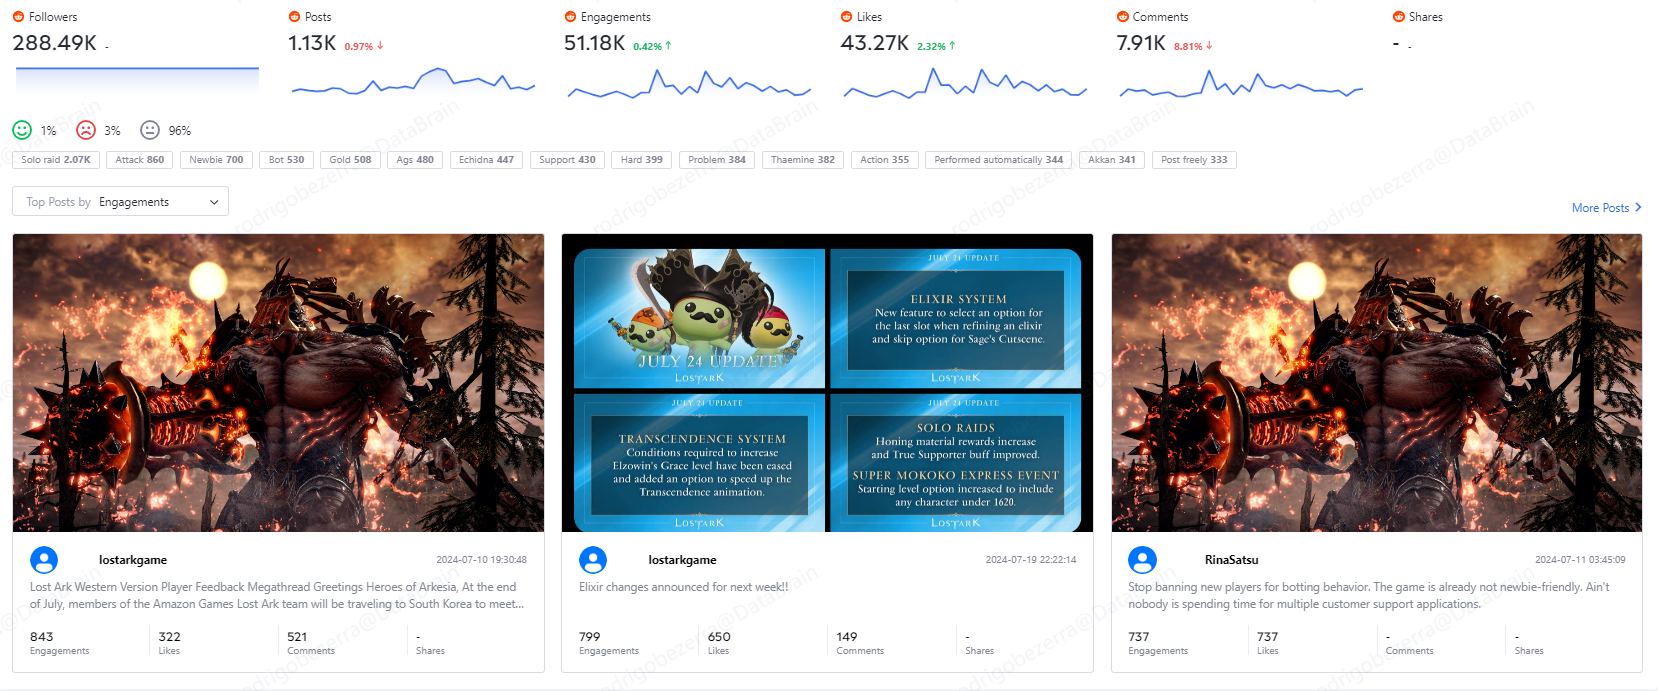 Followers
288.49K -
Posts
1.13K 0.97% ↓
Engagements
51.18K 0.42% ↑
Likes
43.27K 2.32% ↑
Comments
7.91K 8.81% ↓
Shares
- -
1% 3% 96%
Solo raid 2.07K Attack 860 Newbie 700 Bot 530 Gold 508 Ags 480 Echidna 447 Support 430 Hard 399 Problem 384 Thaemine 382 Action 355 Performed automatically 344 Akkan 341 Post freely 333
Top Posts by Engagements
More Posts
lostarkgame 2024-07-10 19:30:48
Lost Ark Western Version Player Feedback Megathread Greetings Heroes of Arkesia, At the end
of July, members of the Amazon Games Lost Ark team will be traveling to South Korea to meet...
843 322 521 -
Engagements Likes Comments Shares
JULY 24 UPDATE
LOSTARK
JULY 24 UPDATE
ELIXIR SYSTEM
New feature to select an option for
the last slot when refining an elixir
and skip option for Sage's Cutscene.
LOSTARK
JULY 24 UPDATE
TRANSCENDENCE SYSTEM
Conditions required to increase
Elzowin's Grace level have been eased
and added an option to speed up the
Transcendence animation.
LOSTARK
JULY 24 UPDATE
SOLO RAIDS
Honing material rewards increase
and True Supporter buff improved.
SUPER MOKOKO EXPRESS EVENT
Starting level option increased to include
any character under 1620.
LOSTARK
lostarkgame 2024-07-19 22:22:14
Elixir changes announced for next week!!
799 650 149 -
Engagements Likes Comments Shares
RinaSatsu 2024-07-11 03:45:09
Stop banning new players for botting behavior. The game is already not newbie-friendly. Ain't
nobody is spending time for multiple customer support applications.
737 737 - -
Engagements Likes Comments Shares
rodrigobezerra@DataBrain